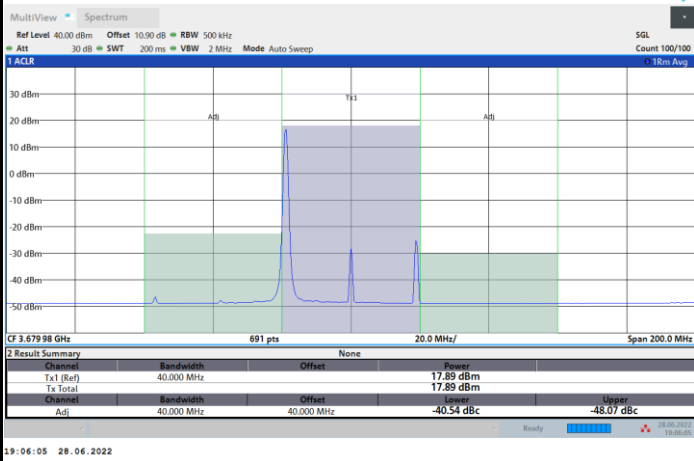 MultiView Spectrum
Ref Level 40.00 dBm Offset 10.90 dB RBW 500 kHz SGL
Att 30 dB SWT 200 ms VBW 2 MHz Mode Auto Sweep Count 100/100
1 ACLR 1Rm Avg
30 dBm
Tx1
20 dBm
Adj Adj
10 dBm
0 dBm
-10 dBm
-20 dBm
-30 dBm
-40 dBm
-50 dBm
CF 3.67998 GHz 691 pts 20.0 MHz/ Span 200.0 MHz
2 Result Summary None
Channel Bandwidth Offset Power
Tx1 (Ref) 40.000 MHz 17.89 dBm
Tx Total 17.89 dBm
Channel Bandwidth Offset Lower Upper
Adj 40.000 MHz 40.000 MHz -40.54 dBc -48.07 dBc
Ready 28.06.2022
19:06:05
19:06:05 28.06.2022